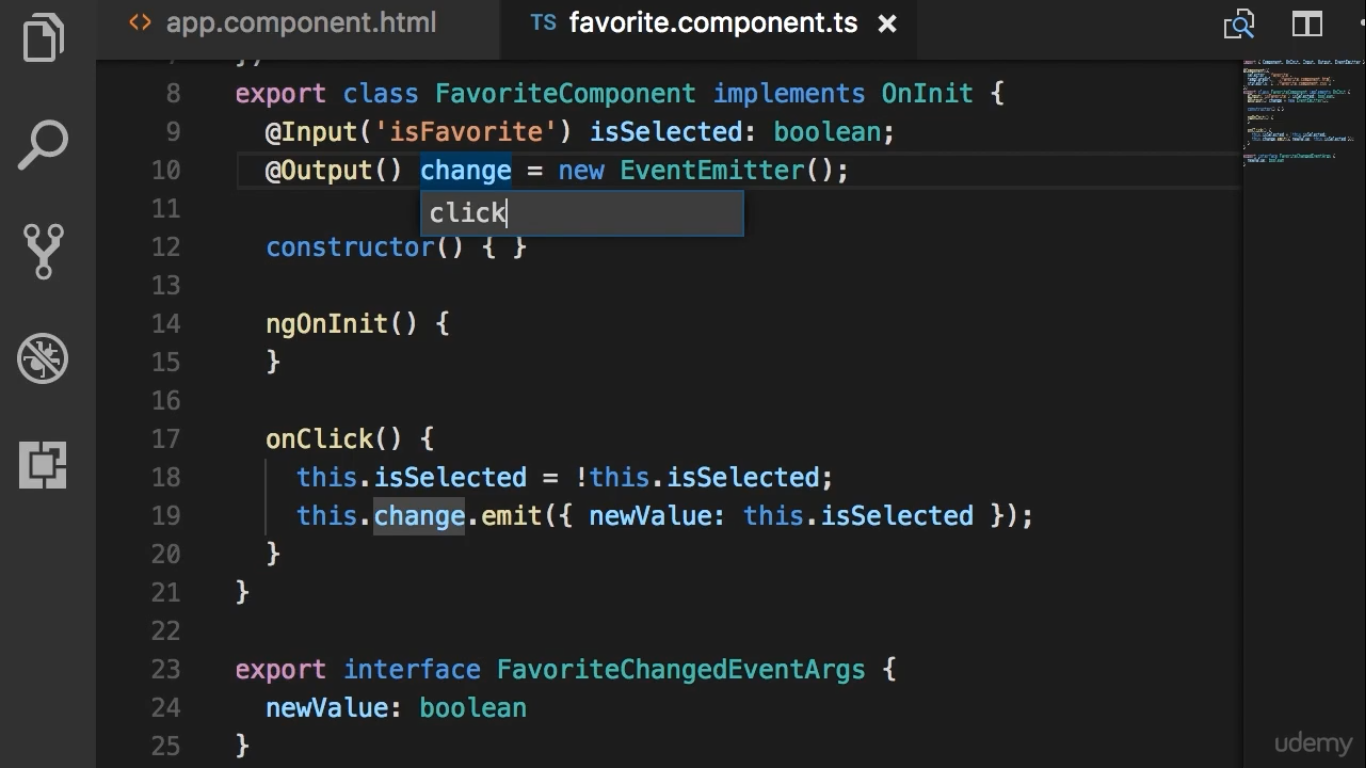 <> app.component.html
TS favorite.component.ts ×
8 export class FavoriteComponent implements OnInit {
9 @Input('isFavorite') isSelected: boolean;
10 @Output() change = new EventEmitter();
click
11
12 constructor() { }
13
14 ngOnInit() {
15 }
16
17 onClick() {
18 this.isSelected = !this.isSelected;
19 this.change.emit({ newValue: this.isSelected });
20 }
21 }
22
23 export interface FavoriteChangedEventArgs {
24 newValue: boolean
25 }
udemy